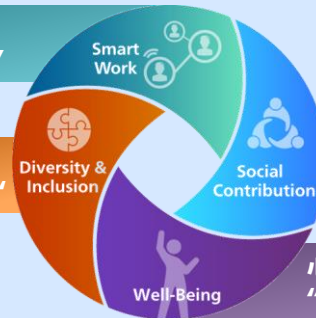 Smart
Work
Diversity &
Inclusion
Social
Contribution
Well-Being